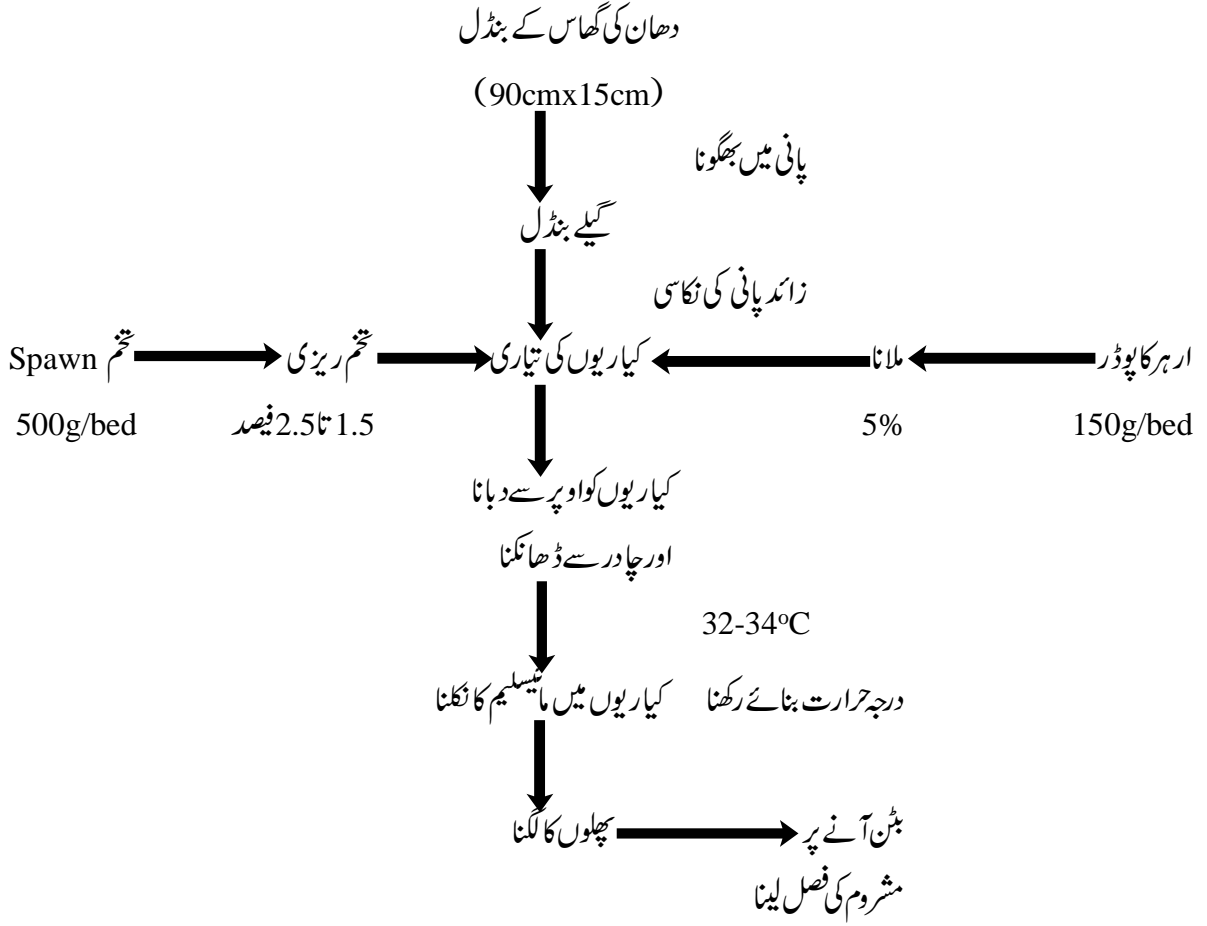 دھان کی گھاس کے بنڈل
(90cmx15cm)
پانی میں بھگونا
گیلے بنڈل
زائد پانی کی نکاسی
ارہر کا پوڈر
ملانا
کیاریوں کی تیاری
تخم ریزی
تخم Spawn
150g/bed
5%
1.5 تا 2.5 فیصد
500g/bed
کیاریوں کو اوپر سے دبانا
اور چادر سے ڈھانکنا
32-34°C
درجہ حرارت بنائے رکھنا
کیاریوں میں مائیسلیم کا نکلنا
پھلوں کا لگنا
بٹن آنے پر
مشروم کی فصل لینا